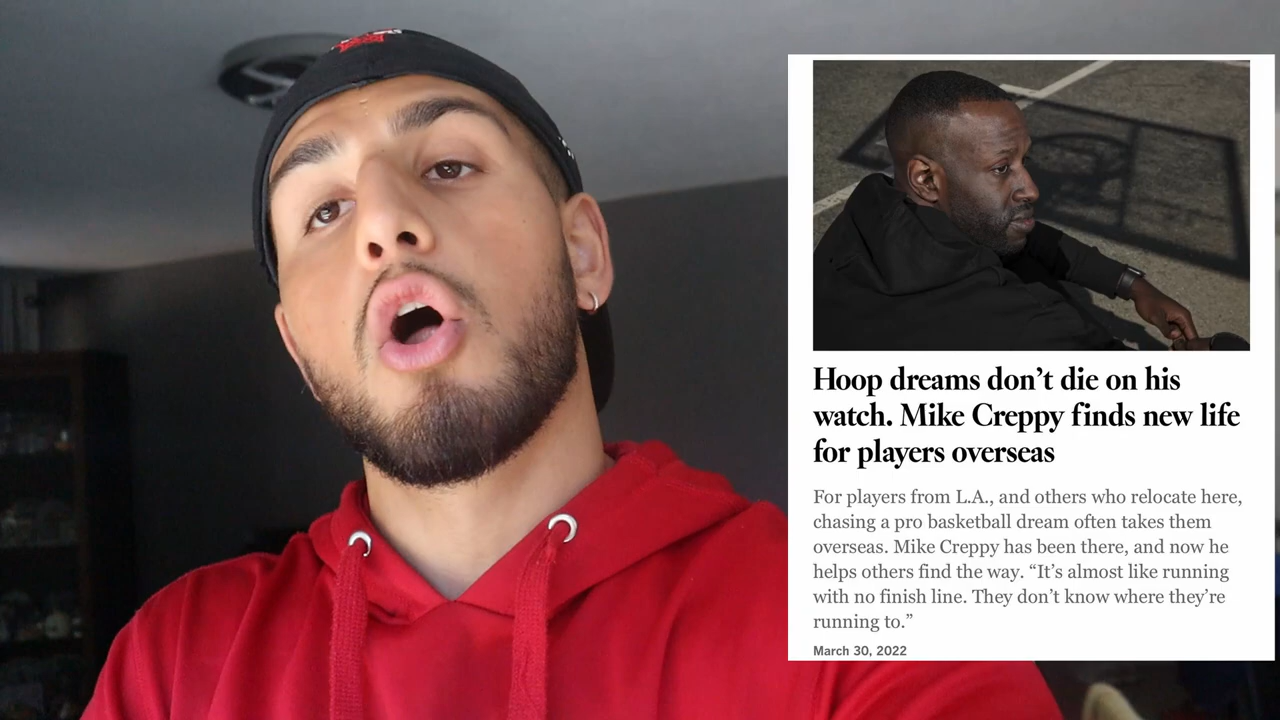 Hoop dreams don’t die on his
watch. Mike Creppy finds new life
for players overseas
For players from L.A., and others who relocate here,
chasing a pro basketball dream often takes them
overseas. Mike Creppy has been there, and now he
helps others find the way. “It’s almost like running
with no finish line. They don’t know where they’re
running to.”
March 30, 2022